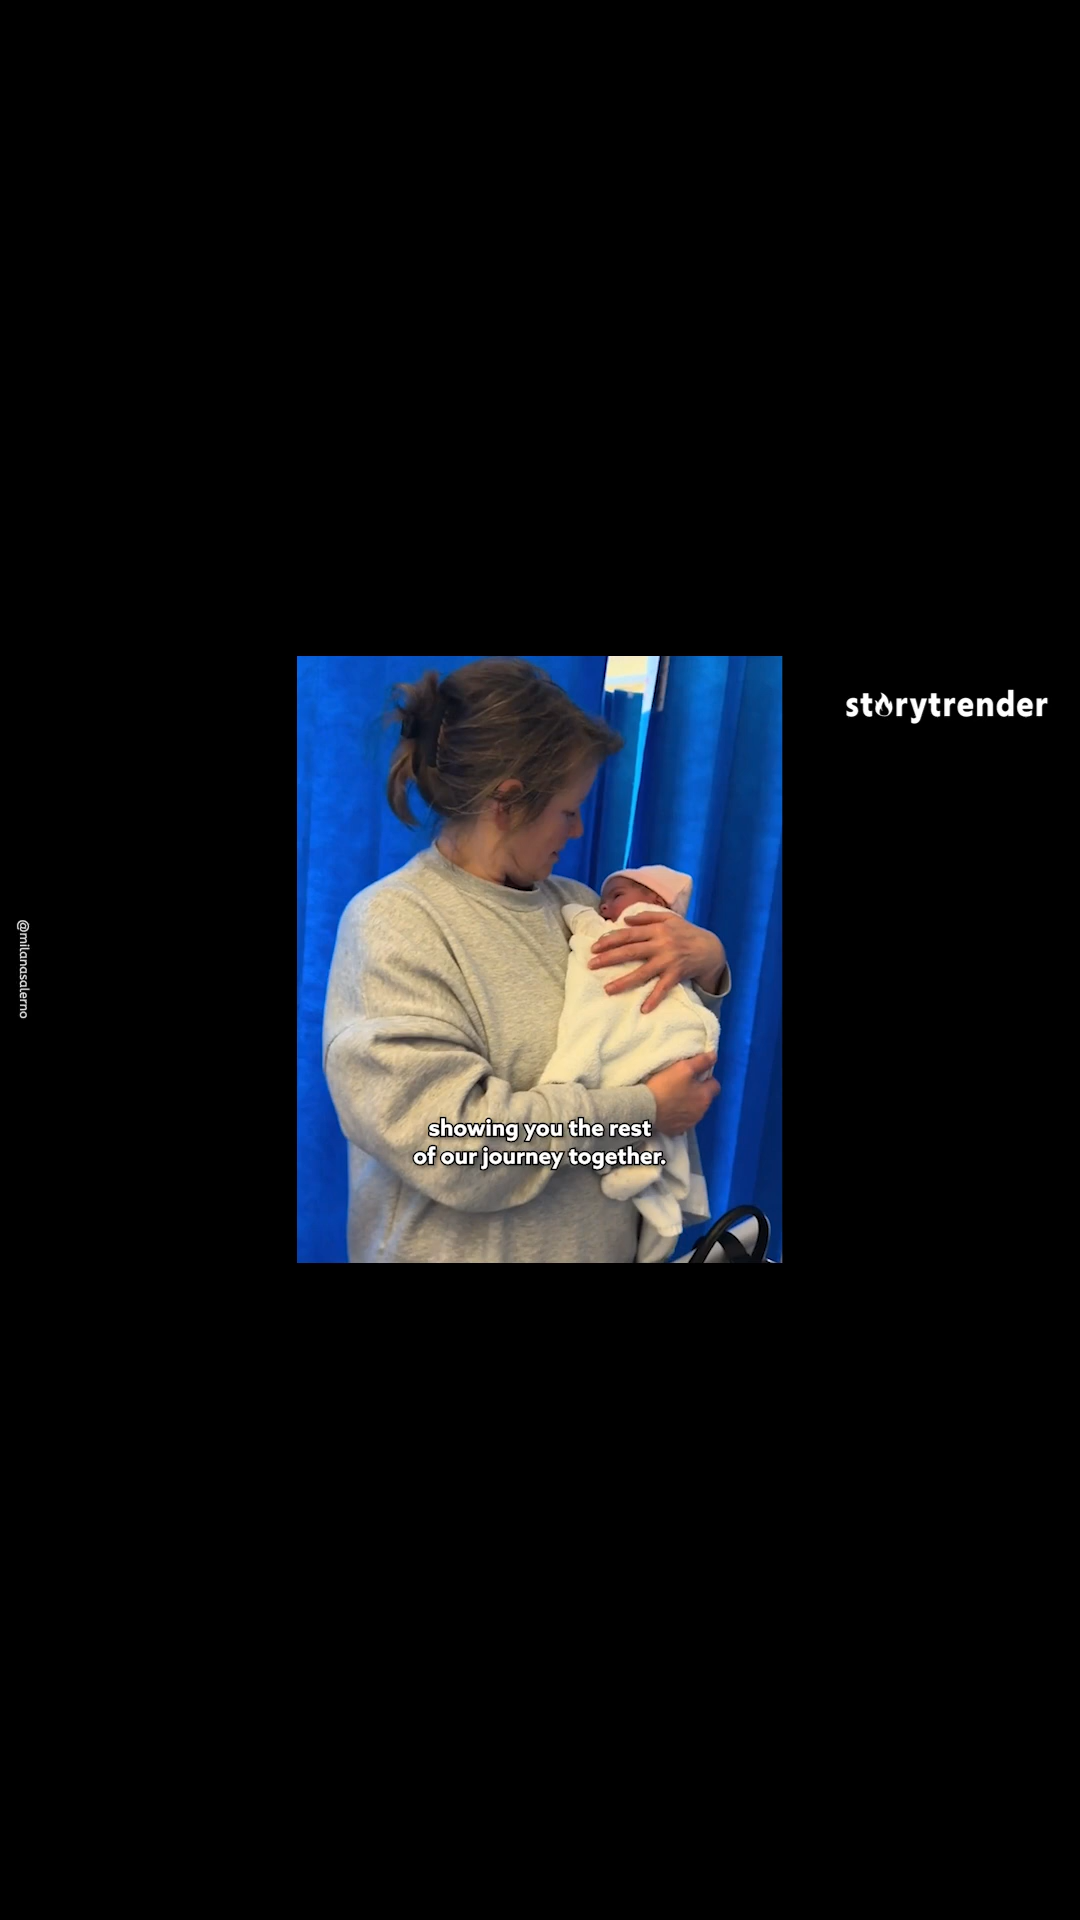 storytrender
@milanasalerno
showing you the rest
of our journey together.